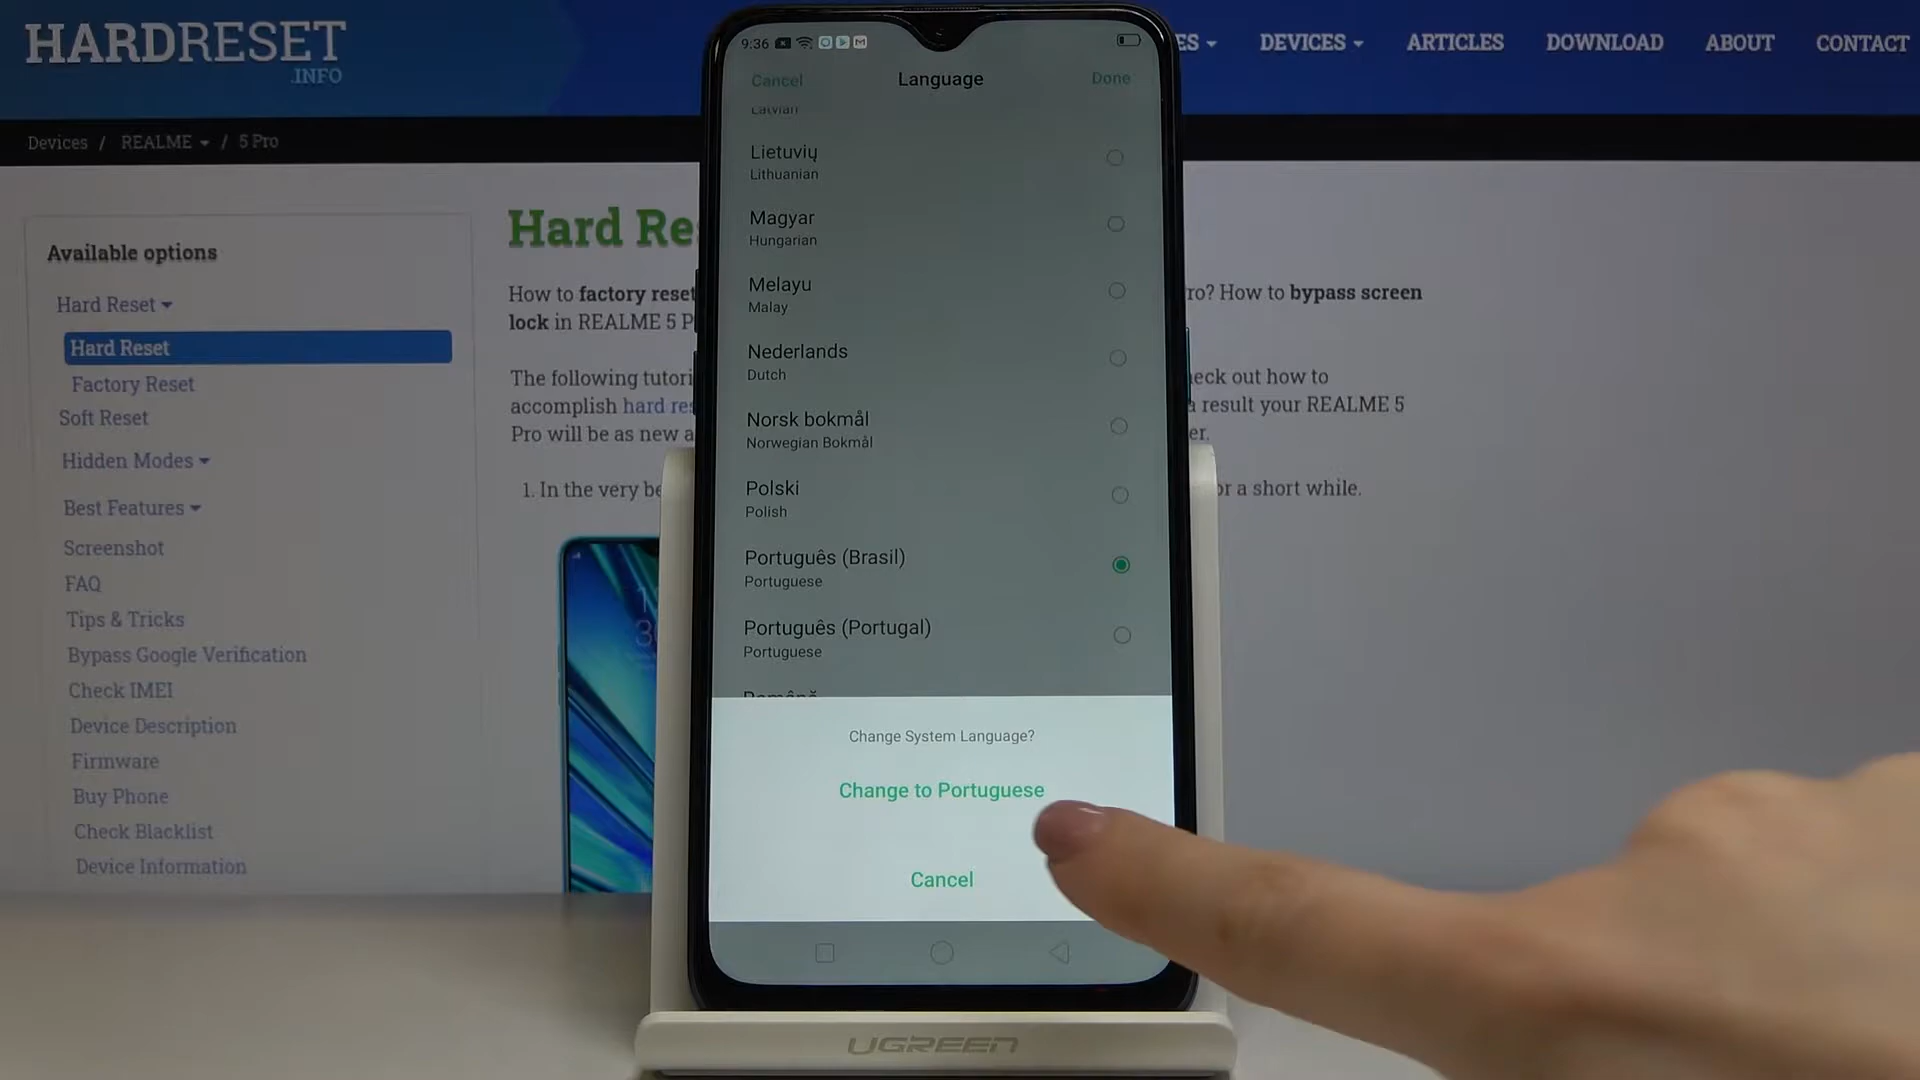 HARDRESET
.INFO
ES
DEVICES
ARTICLES
DOWNLOAD
ABOUT
CONTACT
Devices / REALME / 5 Pro
Available options
Hard Reset
Hard Reset
Factory Reset
Soft Reset
Hidden Modes
Best Features
Screenshot
FAQ
Tips & Tricks
Bypass Google Verification
Check IMEI
Device Description
Firmware
Buy Phone
Check Blacklist
Device Information
Hard Re
How to factory reset
lock in REALME 5 P
The following tutori
accomplish hard res
Pro will be as new a
1. In the very be
ro? How to bypass screen
eck out how to
a result your REALME 5
er.
or a short while.
9:36
Cancel
Language
Done
Latvian
Lietuvių
Lithuanian
Magyar
Hungarian
Melayu
Malay
Nederlands
Dutch
Norsk bokmål
Norwegian Bokmål
Polski
Polish
Português (Brasil)
Portuguese
Português (Portugal)
Portuguese
Română
Change System Language?
Change to Portuguese
Cancel
UGREEN